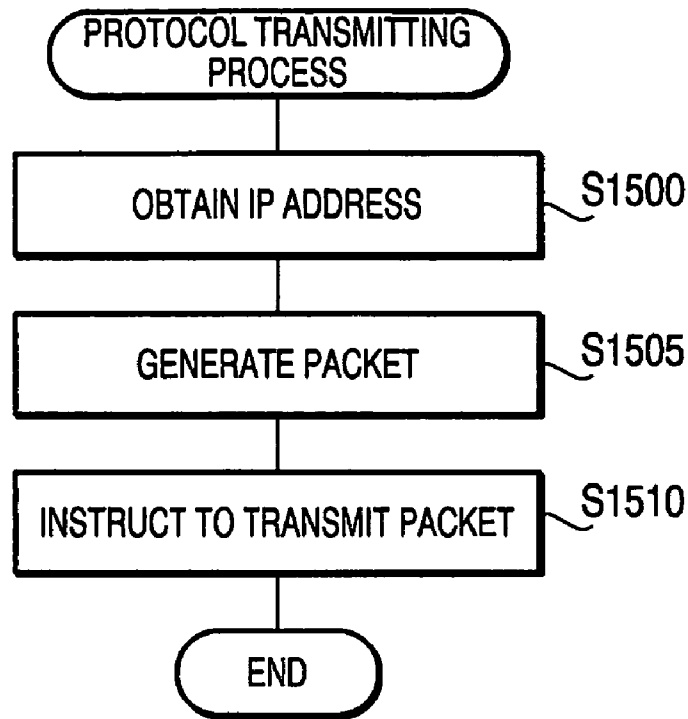 PROTOCOL TRANSMITTING
PROCESS
OBTAIN IP ADDRESS
S1500
GENERATE PACKET
S1505
INSTRUCT TO TRANSMIT PACKET
S1510
END